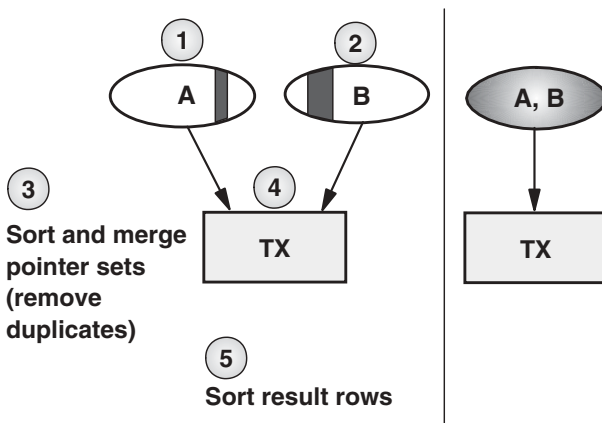 1
2
A
B
A, B
3
4
Sort and merge
pointer sets
(remove
duplicates)
TX
TX
5
Sort result rows